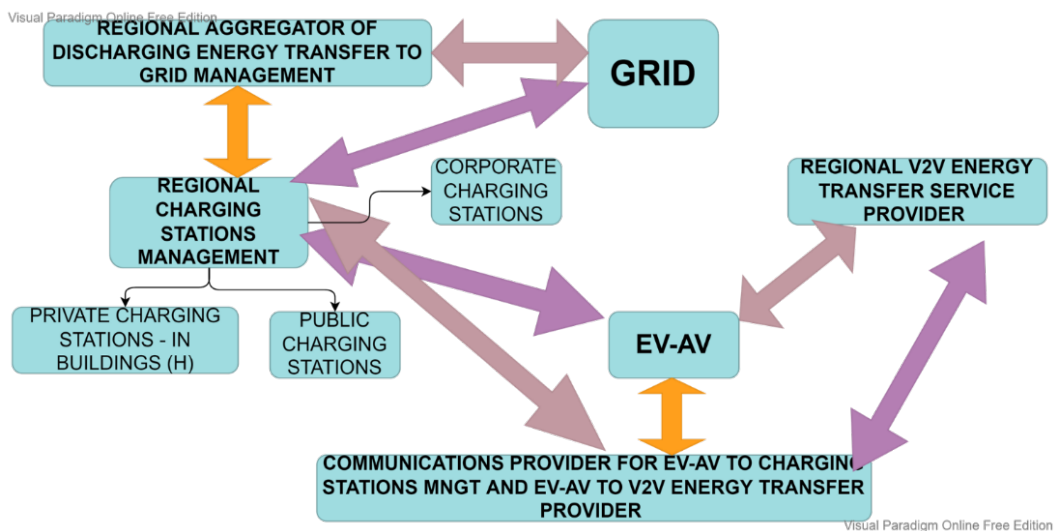 Visual Paradigm Online Free Edition
REGIONAL AGGREGATOR OF
DISCHARGING ENERGY TRANSFER TO
GRID MANAGEMENT
GRID
REGIONAL
CHARGING
STATIONS
MANAGEMENT
CORPORATE
CHARGING
STATIONS
REGIONAL V2V ENERGY
TRANSFER SERVICE
PROVIDER
PRIVATE CHARGING
STATIONS - IN
BUILDINGS (H)
PUBLIC
CHARGING
STATIONS
EV-AV
COMMUNICATIONS PROVIDER FOR EV-AV TO CHARGING
STATIONS MNGT AND EV-AV TO V2V ENERGY TRANSFER
PROVIDER
Visual Paradigm Online Free Edition